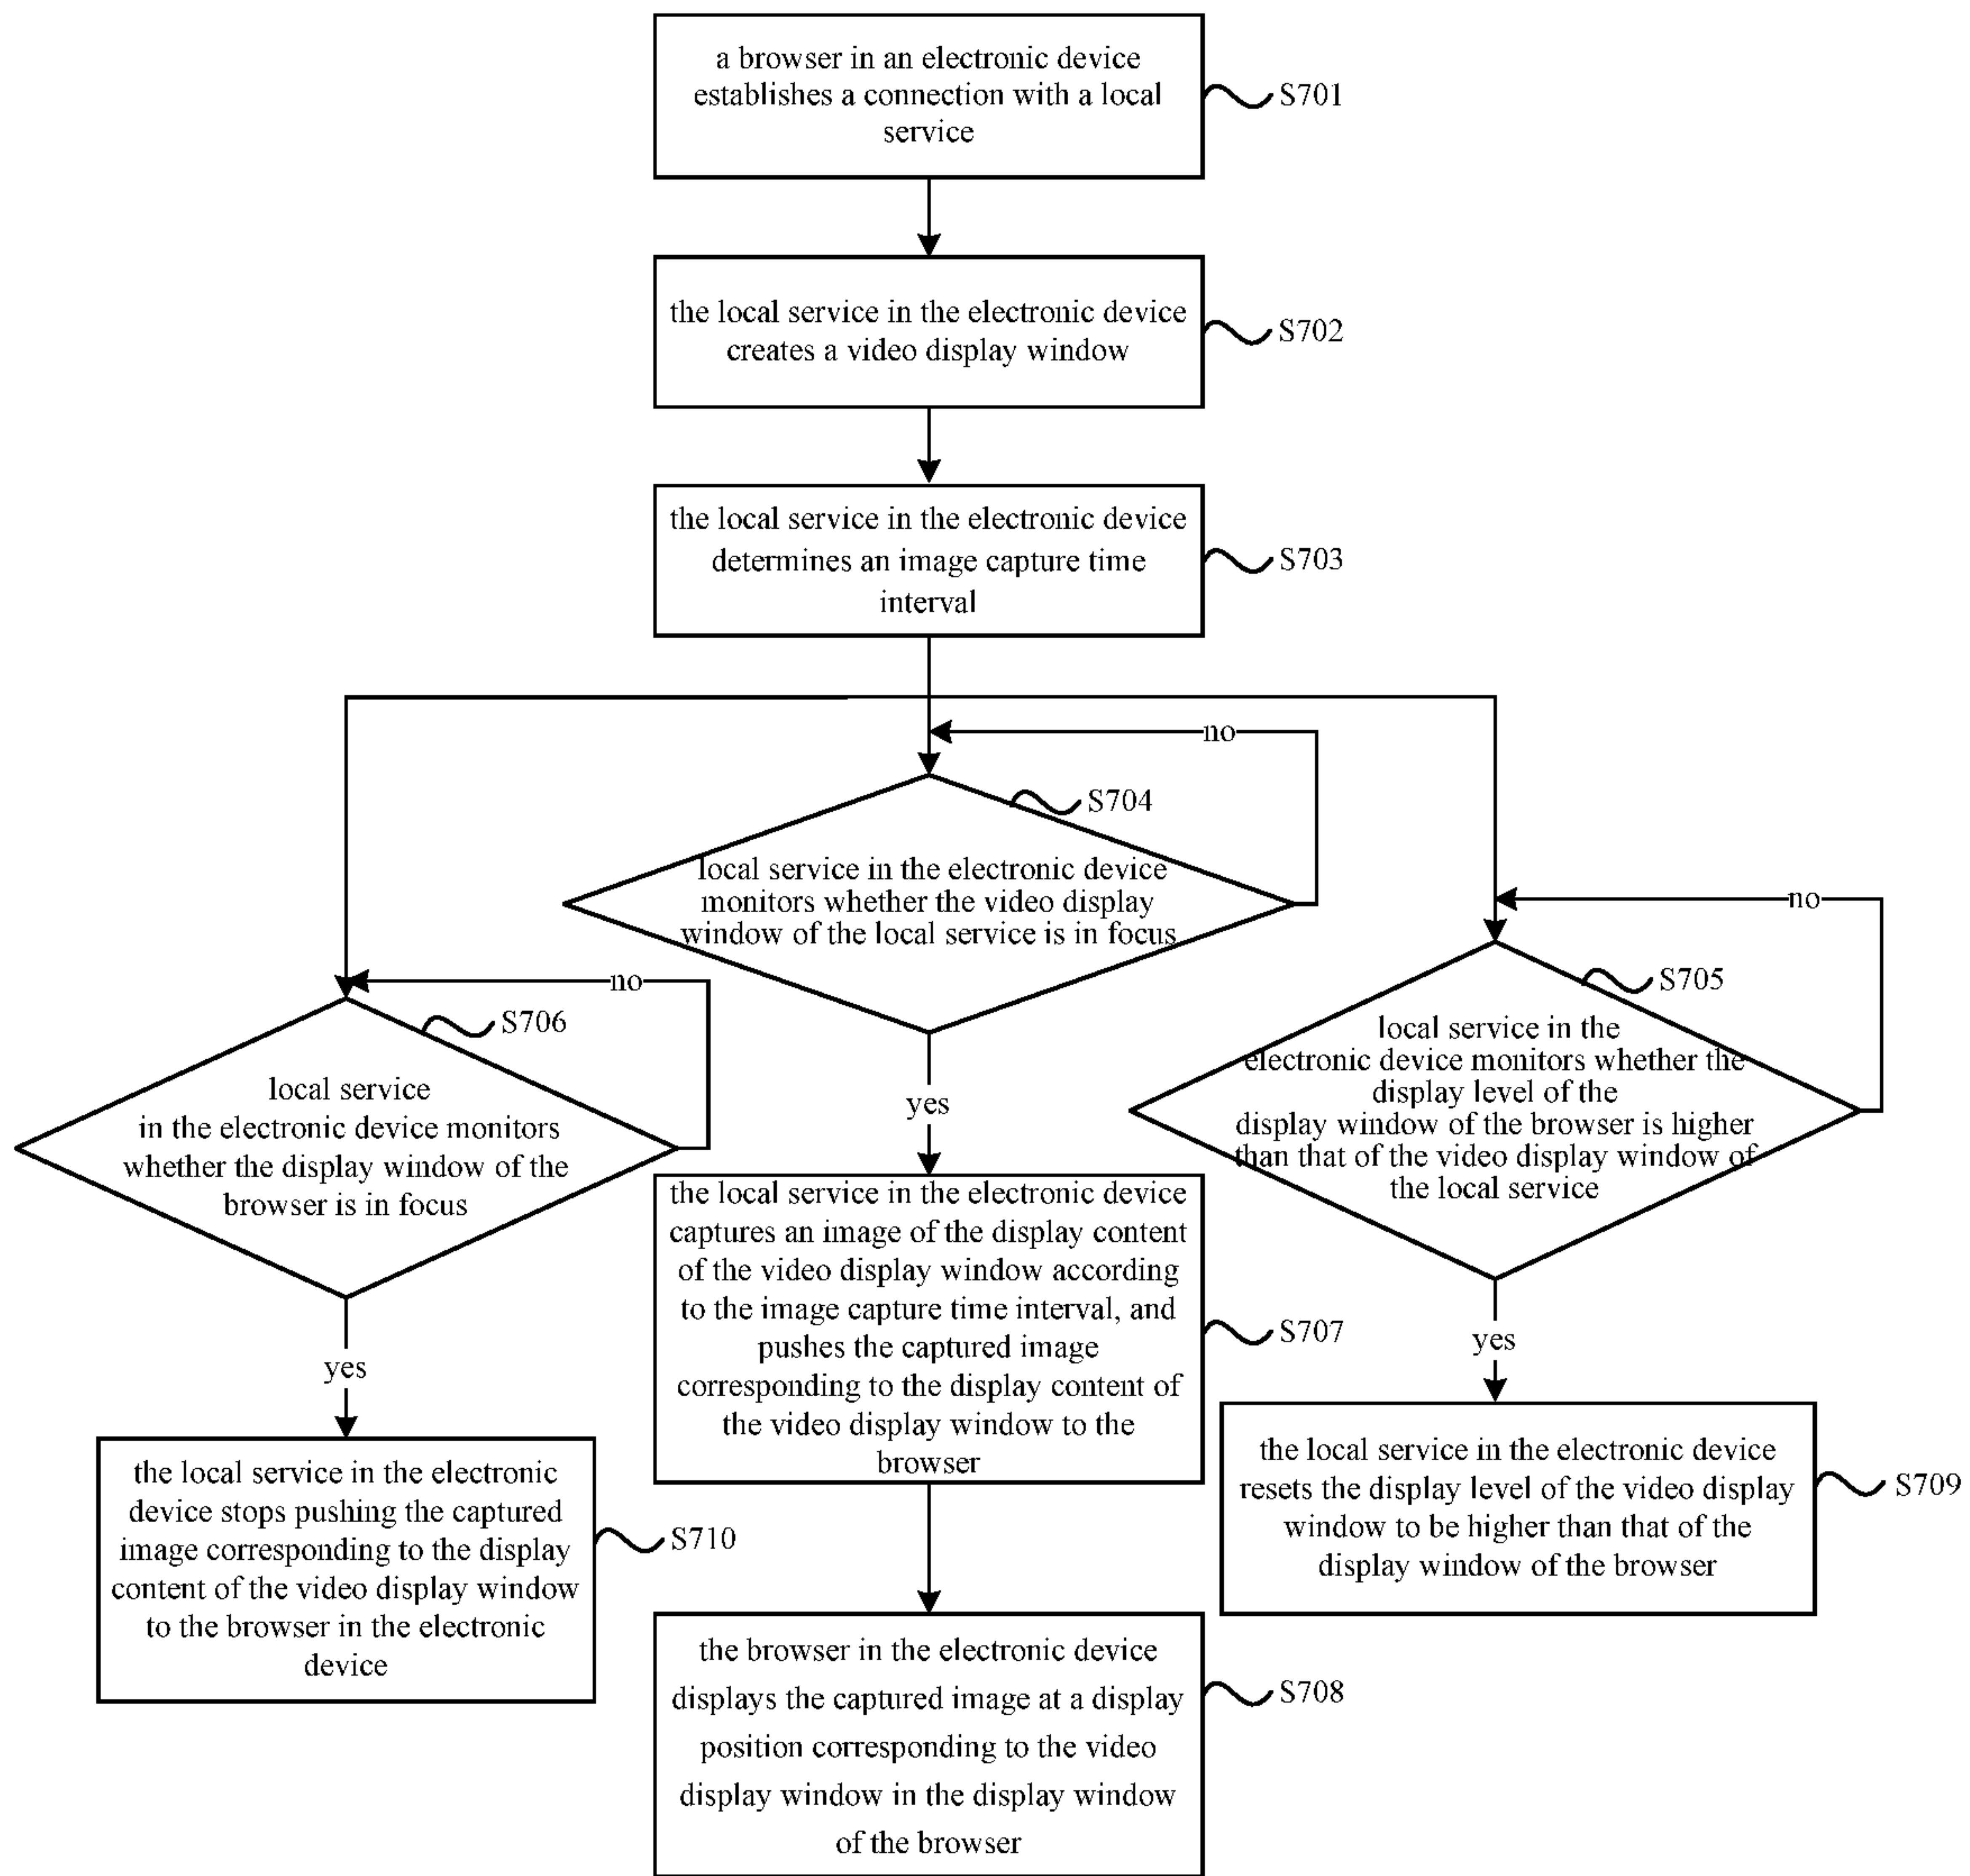 a browser in an electronic device
establishes a connection with a local
service
S701
the local service in the electronic device
creates a video display window
S702
the local service in the electronic device
determines an image capture time
interval
S703
no
S704
local service in the electronic device
monitors whether the video display
window of the local service is in focus
yes
no
S705
local service in the
electronic device monitors whether the
display level of the
display window of the browser is higher
than that of the video display window of
the local service
yes
no
S706
local service
in the electronic device monitors
whether the display window of the
browser is in focus
yes
the local service in the electronic device
captures an image of the display content
of the video display window according
to the image capture time interval, and
pushes the captured image
corresponding to the display content of
the video display window to the
browser
S707
the local service in the electronic device
resets the display level of the video display
window to be higher than that of the
display window of the browser
S709
the local service in the electronic
device stops pushing the captured
image corresponding to the display
content of the video display window
to the browser in the electronic
device
S710
the browser in the electronic device
displays the captured image at a display
position corresponding to the video
display window in the display window
of the browser
S708